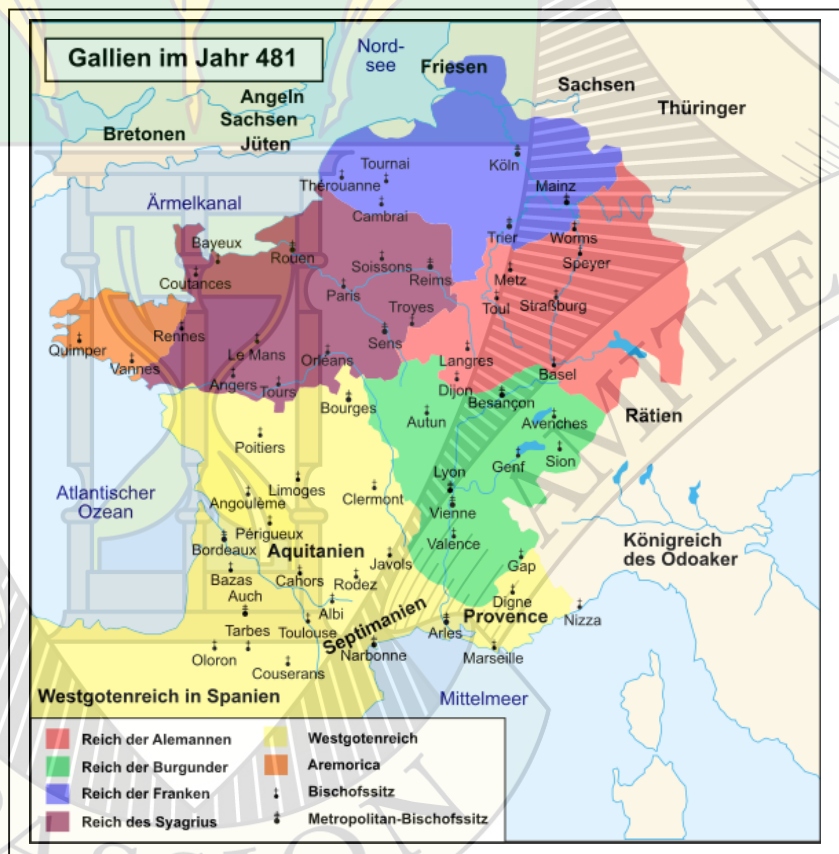 Gallien im Jahr 481
Nord-
see
Friesen
Sachsen
Thüringer
Angeln
Sachsen
Jüten
Bretonen
Ärmelkanal
Tournai
Thérouanne
Cambrai
Köln
Mainz
Trier
Worms
Speyer
Bayeux
Rouen
Coutances
Soissons
Reims
Metz
Paris
Toul
Straßburg
Troyes
Quimper
Rennes
Vannes
Le Mans
Sens
Orléans
Langres
Angers
Tours
Basel
Dijon
Bourges
Besançon
Autun
Avenches
Rätien
Poitiers
Sion
Genf
Lyon
Atlantischer
Ozean
Limoges
Clermont
Angoulême
Vienne
Périgueux
Bordeaux
Valence
Königreich
des Odoaker
Aquitanien
Javols
Gap
Bazas
Cahors
Rodez
Auch
Albi
Digne
Septimanien
Provence
Nizza
Tarbes
Toulouse
Arles
Oloron
Narbonne
Marseille
Couserans
Westgotenreich in Spanien
Mittelmeer
Reich der Alemannen
Reich der Burgunder
Reich der Franken
Reich des Syagrius
Westgotenreich
Aremorica
Bischofssitz
Metropolitan-Bischofssitz
AMITIE
PASSION